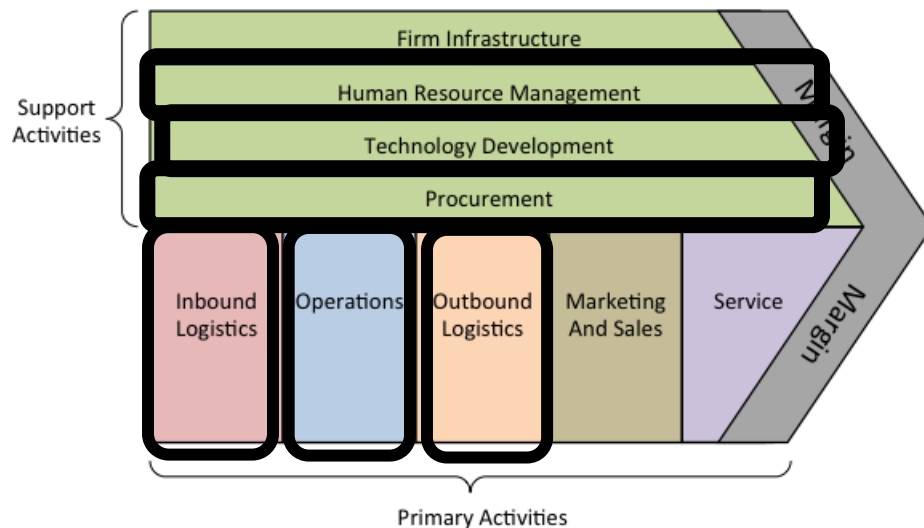 Firm Infrastructure
Human Resource Management
Support
Activities
Technology Development
Procurement
Margin
Inbound
Logistics
Operations
Outbound
Logistics
Marketing
And Sales
Service
Margin
Primary Activities